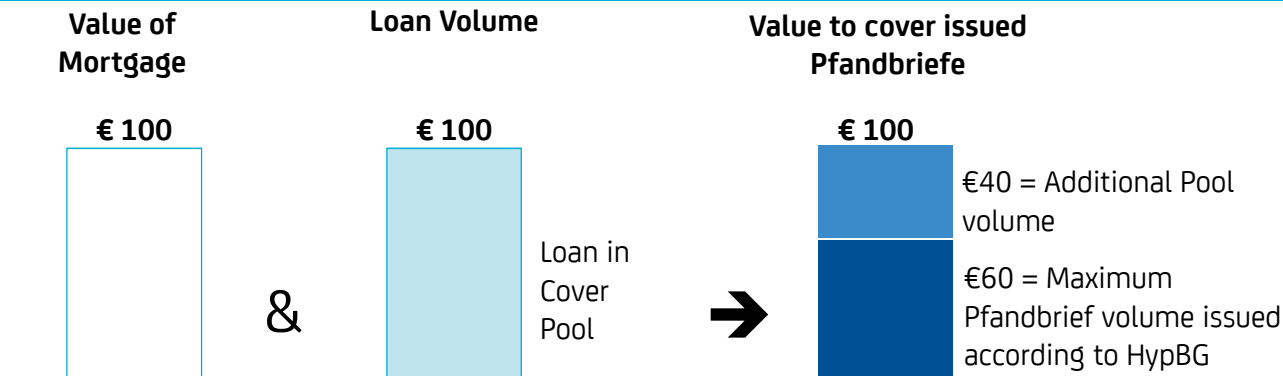 Value of
Mortgage
Loan Volume
Value to cover issued
Pfandbriefe
€ 100
€ 100
€ 100
&
Loan in
Cover
Pool
€40 = Additional Pool
volume
€60 = Maximum
Pfandbrief volume issued
according to HypBG